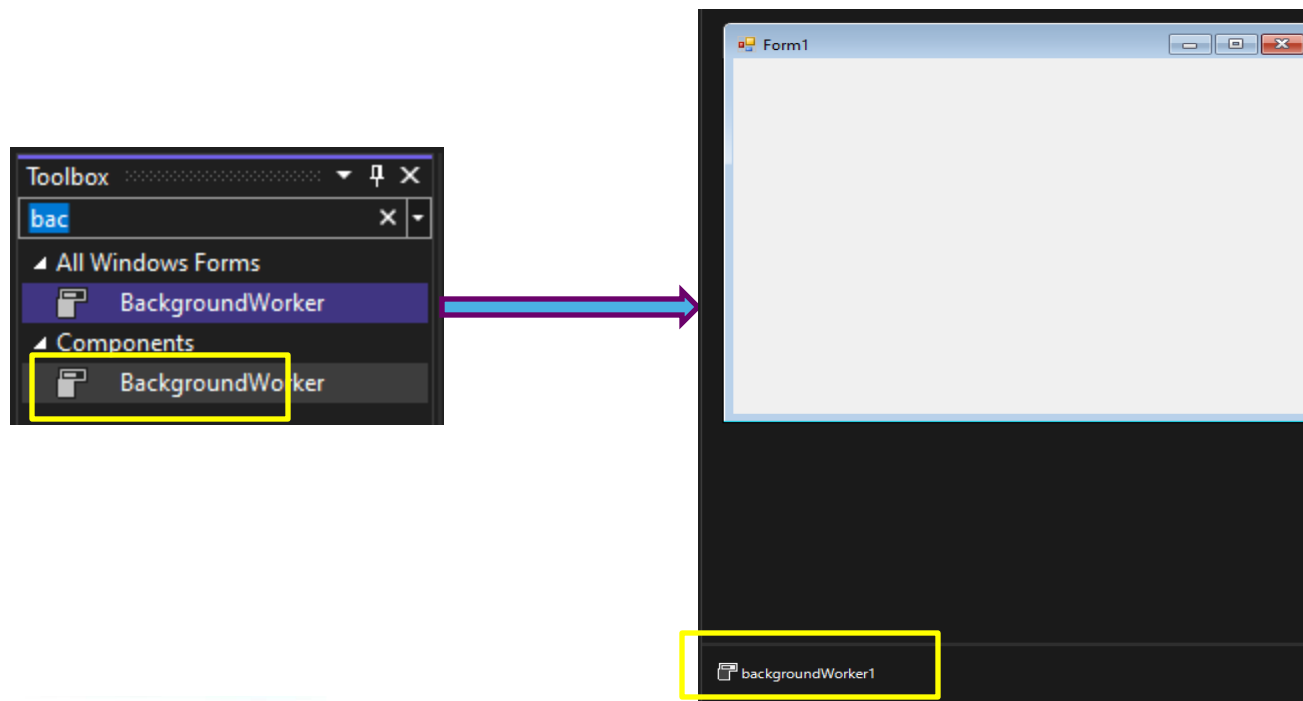 Toolbox
bac
All Windows Forms
BackgroundWorker
Components
BackgroundWorker
Form1
backgroundWorker1